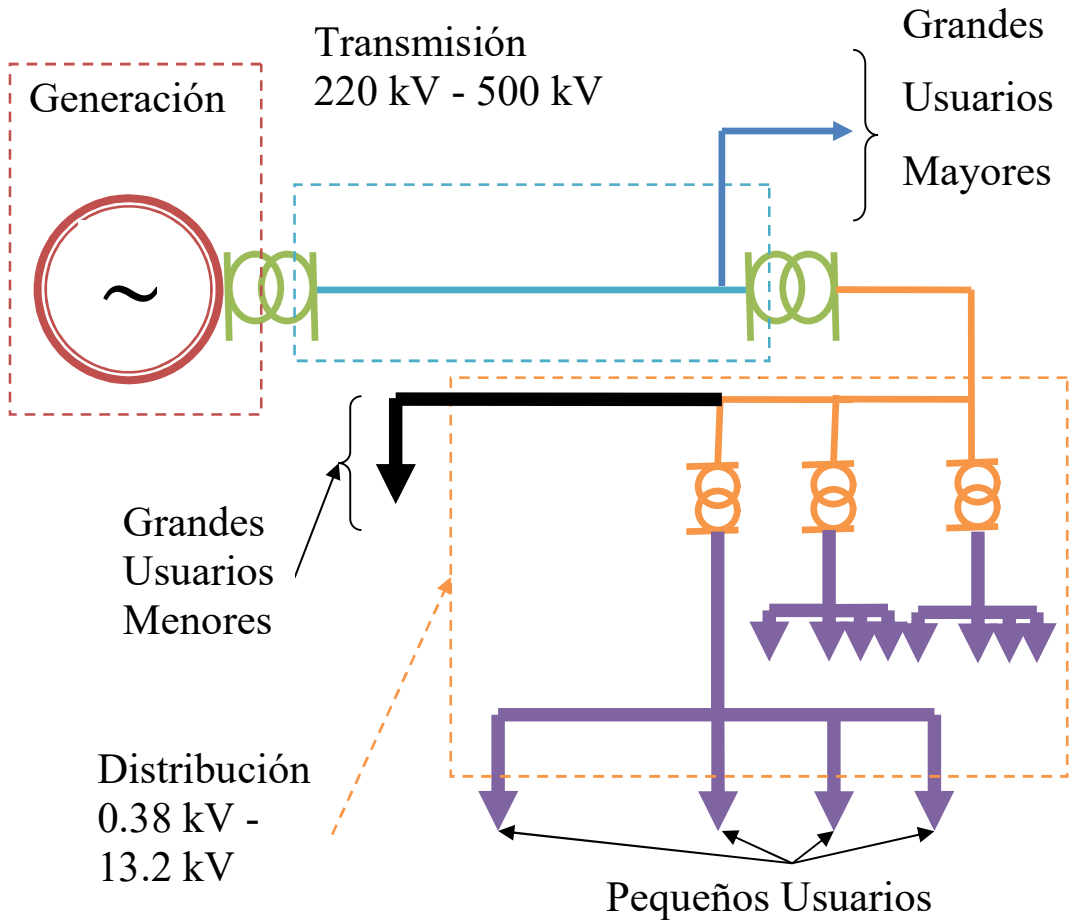 Generación
Transmisión
220 kV - 500 kV
Grandes
Usuarios
Mayores
~
Grandes
Usuarios
Menores
Distribución
0.38 kV -
13.2 kV
Pequeños Usuarios